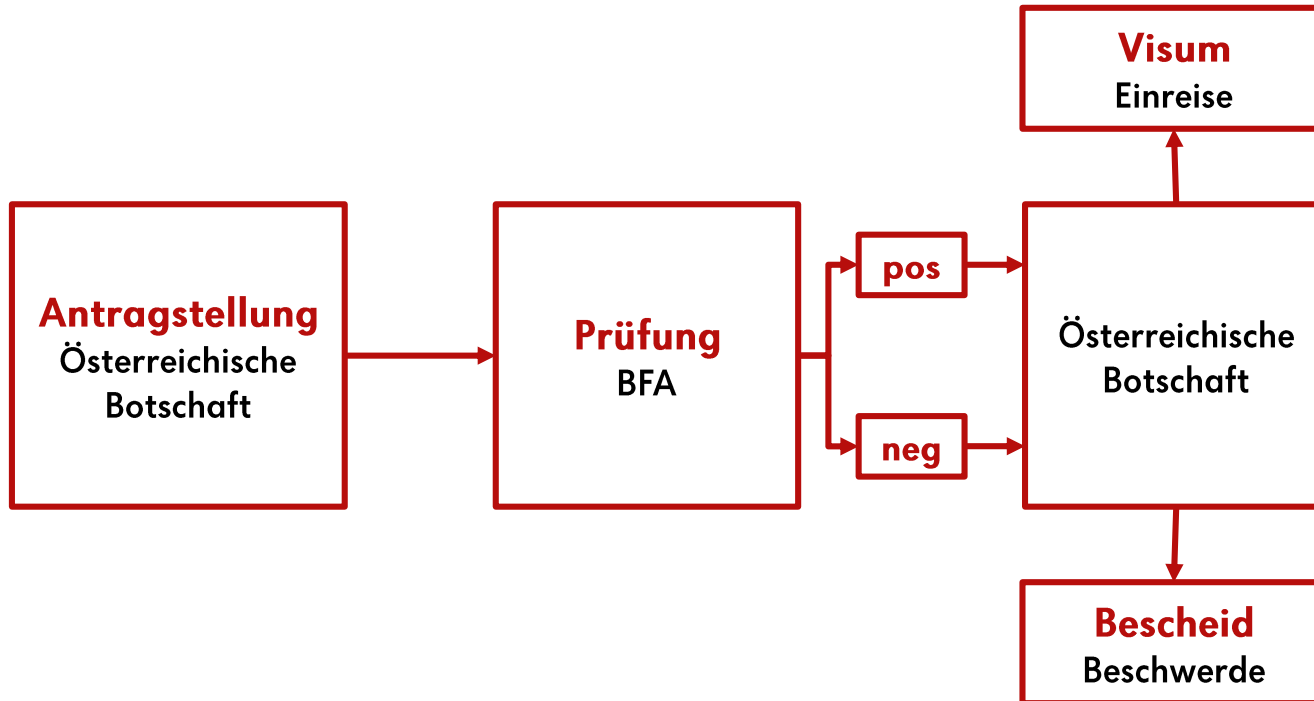 Visum
Einreise
Antragstellung
Österreichische
Botschaft
Prüfung
BFA
pos
neg
Österreichische
Botschaft
Bescheid
Beschwerde